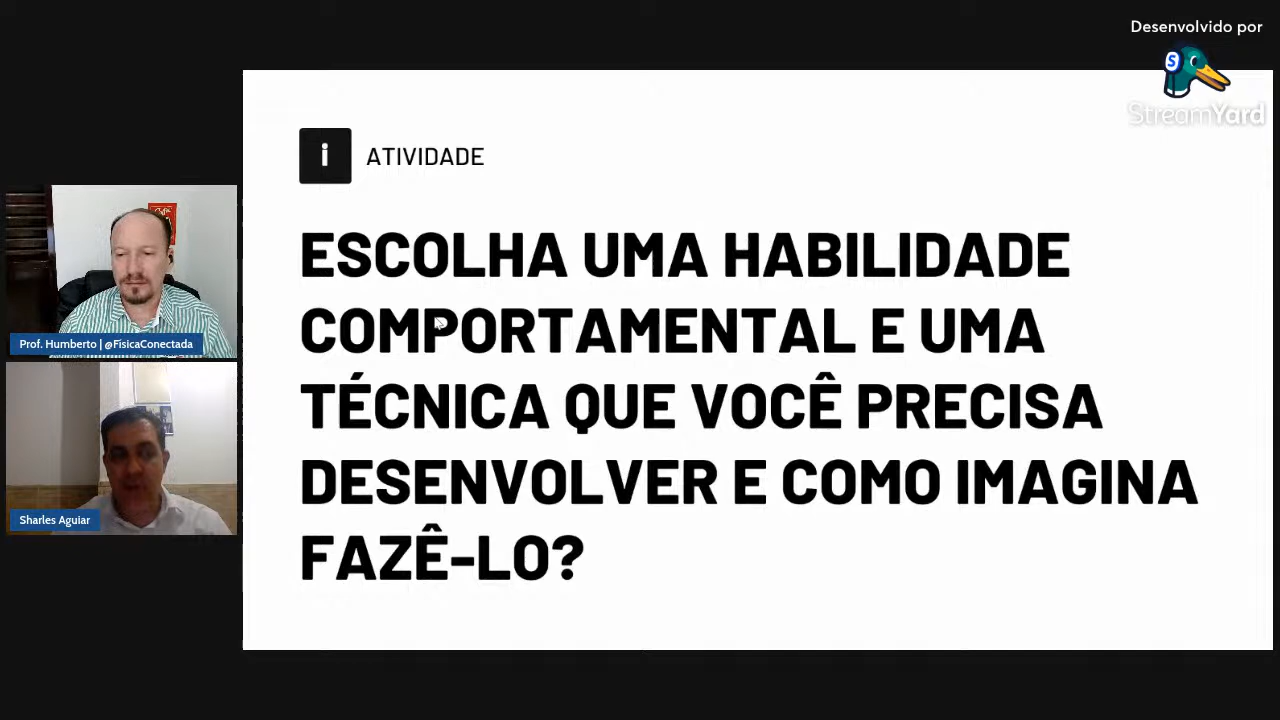 Desenvolvido por
StreamYard
i ATIVIDADE
ESCOLHA UMA HABILIDADE
COMPORTAMENTAL E UMA
TÉCNICA QUE VOCÊ PRECISA
DESENVOLVER E COMO IMAGINA
FAZÊ-LO?
Prof. Humberto | @FísicaConectada
Sharles Aguiar